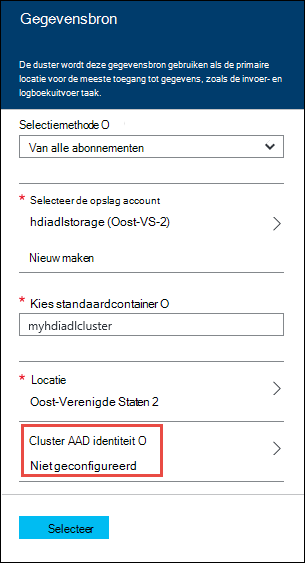 Gegevensbron
De duster wordt deze gegevensbron gebruiken als de primaire
locatie voor de meeste toegang tot gegevens, zoals de invoer- en
logboekuitvoer taak.
Selectiemethode O
Van alle abonnementen
* Selecteer de opslag account
hdiadlstorage (Oost-VS-2)
Nieuw maken
* Kies standaardcontainer O
myhdiadlcluster
* Locatie
Oost-Verenigde Staten 2
Cluster AAD identiteit O
Niet geconfigureerd
Selecteer